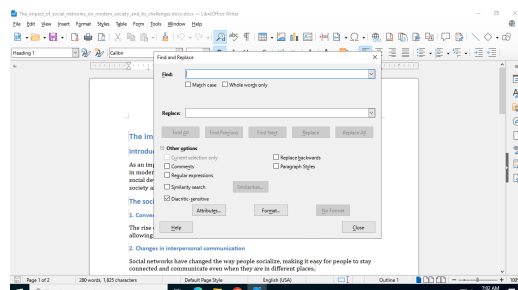 The_impact_of_social_networks_on_modern_society_and_its_challenges.docx.docx - LibreOffice Writer
File Edit View Insert Format Styles Table Form Tools Window Help
Heading 1
Calibri
Find and Replace
Find:
Match case Whole words only
Replace:
Find All Find Previous Find Next Replace Replace All
Other options
Current selection only Replace backwards
Comments Paragraph Styles
Regular expressions
Similarity search Similarities...
Diacritic-sensitive
Attributes... Format... No Format
Help Close
The im
Introdu
As an im
in moder
social de
society a
The soci
1. Conve
The rise
allowing
2. Changes in interpersonal communication
Social networks have changed the way people socialize, making it easy for people to stay
connected and communicate even when they are in different places.
Page 1 of 2 280 words, 1,825 characters Default Page Style English (USA) Outline 1 100%
7:02 AM